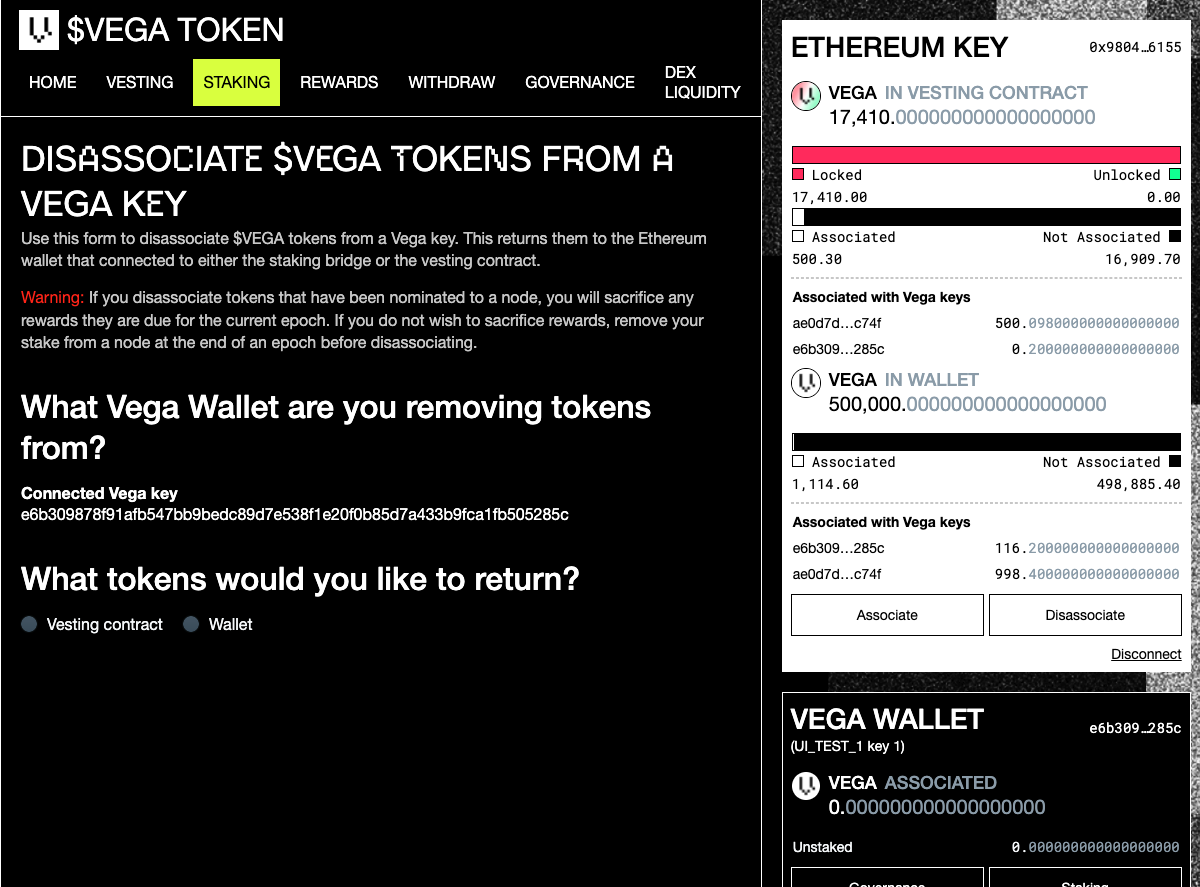 $VEGA TOKEN
HOME VESTING STAKING REWARDS WITHDRAW GOVERNANCE DEX LIQUIDITY
DISASSOCIATE $VEGA TOKENS FROM A
VEGA KEY
Use this form to disassociate $VEGA tokens from a Vega key. This returns them to the Ethereum
wallet that connected to either the staking bridge or the vesting contract.
Warning: If you disassociate tokens that have been nominated to a node, you will sacrifice any
rewards they are due for the current epoch. If you do not wish to sacrifice rewards, remove your
stake from a node at the end of an epoch before disassociating.
What Vega Wallet are you removing tokens
from?
Connected Vega key
e6b309878f91afb547bb9bedc89d7e538f1e20f0b85d7a433b9fca1fb505285c
What tokens would you like to return?
Vesting contract Wallet
ETHEREUM KEY 0x9804…6155
VEGA IN VESTING CONTRACT
17,410.000000000000000000
Locked Unlocked
17,410.00 0.00
Associated Not Associated
500.30 16,909.70
Associated with Vega keys
ae0d7d…c74f 500.098000000000000000
e6b309…285c 0.200000000000000000
VEGA IN WALLET
500,000.000000000000000000
Associated Not Associated
1,114.60 498,885.40
Associated with Vega keys
e6b309…285c 116.200000000000000000
ae0d7d…c74f 998.400000000000000000
Associate Disassociate
Disconnect
VEGA WALLET e6b309…285c
(UI_TEST_1 key 1)
VEGA ASSOCIATED
0.000000000000000000
Unstaked 0.000000000000000000
Governance Staking